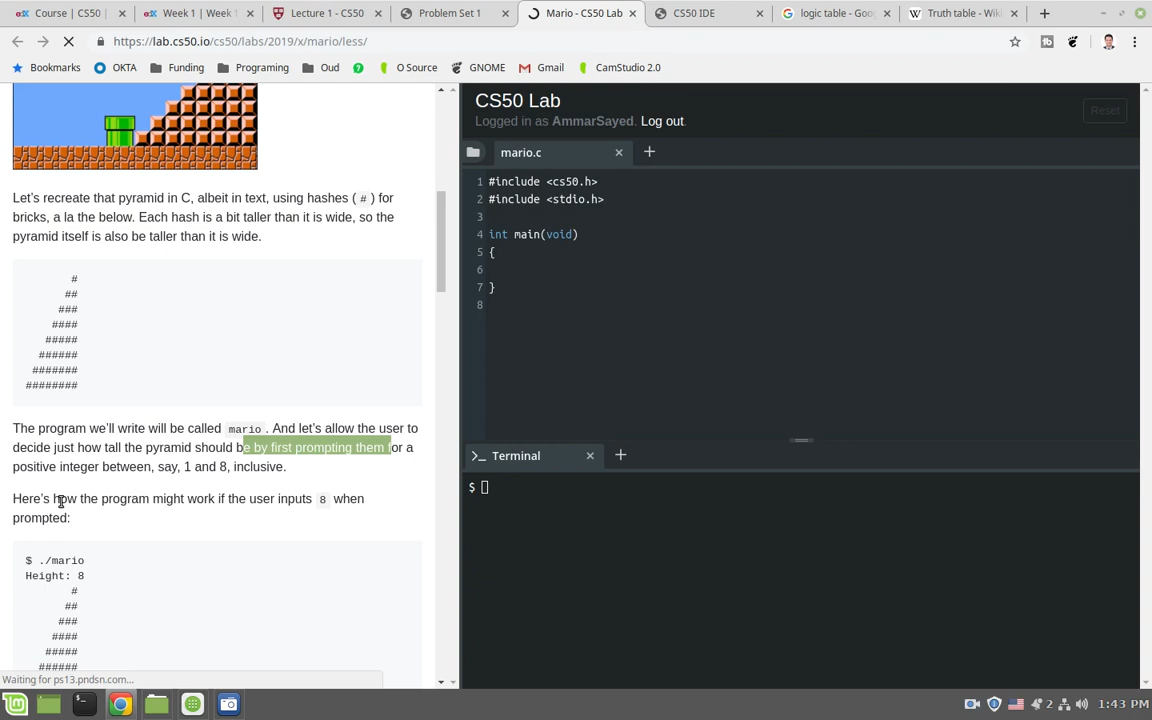 Course | CS50 |
Week 1 | Week 1
Lecture 1 - CS50
Problem Set 1
Mario - CS50 Lab
CS50 IDE
logic table - Goo
Truth table - Wiki
https://lab.cs50.io/cs50/labs/2019/x/mario/less/
Bookmarks
OKTA
Funding
Programing
Oud
O Source
GNOME
Gmail
CamStudio 2.0
Let's recreate that pyramid in C, albeit in text, using hashes ( # ) for
bricks, a la the below. Each hash is a bit taller than it is wide, so the
pyramid itself is also be taller than it is wide.
#
##
###
####
#####
######
#######
########
The program we'll write will be called mario . And let's allow the user to
decide just how tall the pyramid should be by first prompting them for a
positive integer between, say, 1 and 8, inclusive.
Here's how the program might work if the user inputs 8 when
prompted:
$ ./mario
Height: 8
#
##
###
####
#####
######
Waiting for ps13.pndsn.com...
CS50 Lab
Logged in as AmmarSayed. Log out.
Reset
mario.c
1 #include <cs50.h>
2 #include <stdio.h>
3
4 int main(void)
5 {
6
7 }
8
>_ Terminal
$
2
1:43 PM